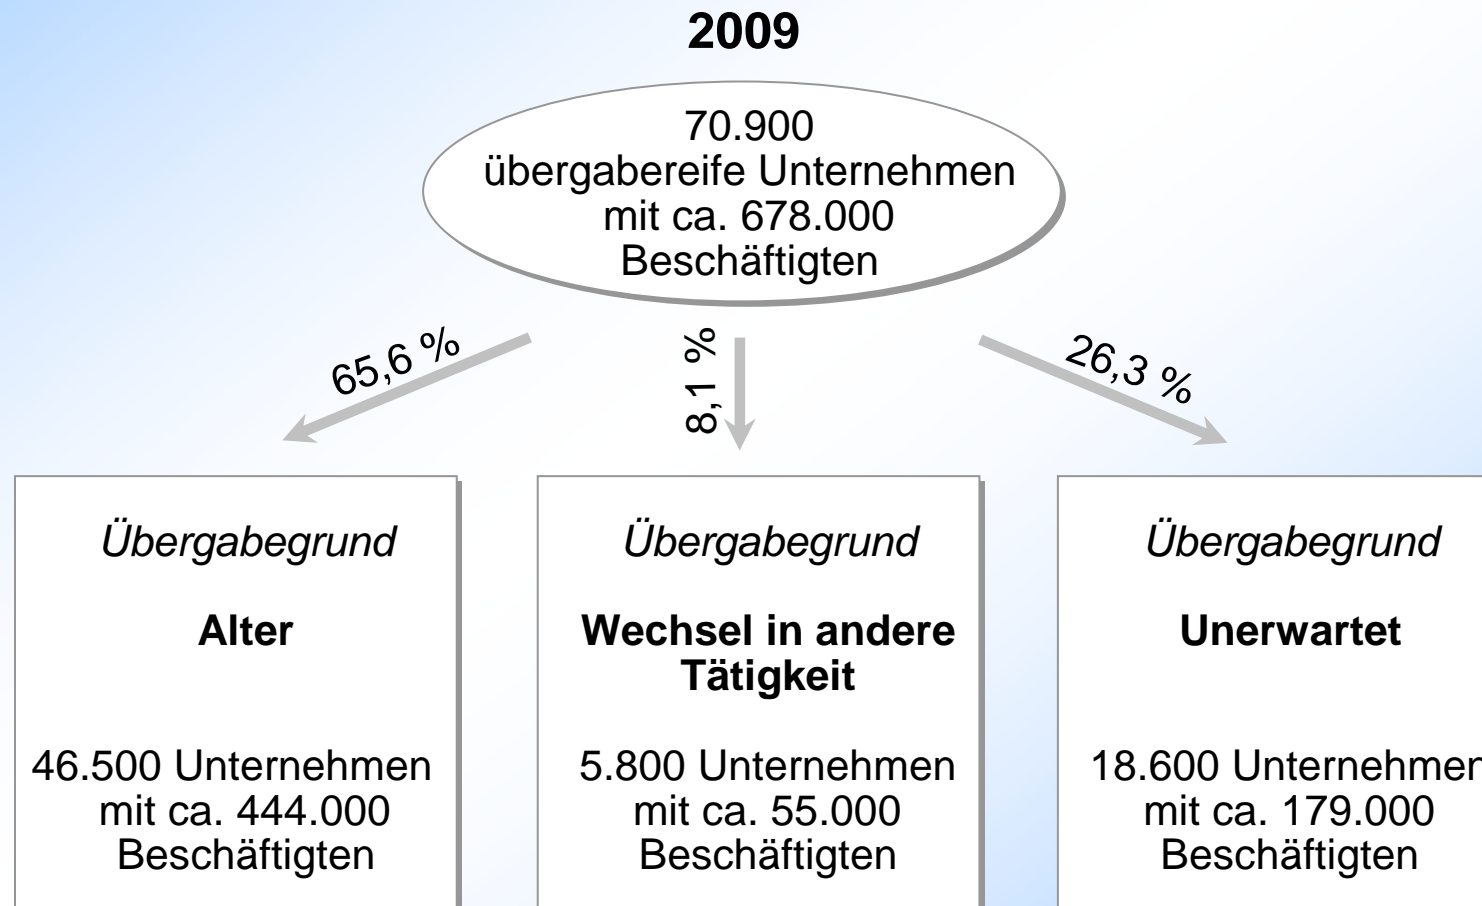 2009
70.900
übergabereife Unternehmen
mit ca. 678.000
Beschäftigten
65,6 %
8,1 %
26,3 %
Übergabegrund
Alter
46.500 Unternehmen
mit ca. 444.000
Beschäftigten
Übergabegrund
Wechsel in andere
Tätigkeit
5.800 Unternehmen
mit ca. 55.000
Beschäftigten
Übergabegrund
Unerwartet
18.600 Unternehmen
mit ca. 179.000
Beschäftigten